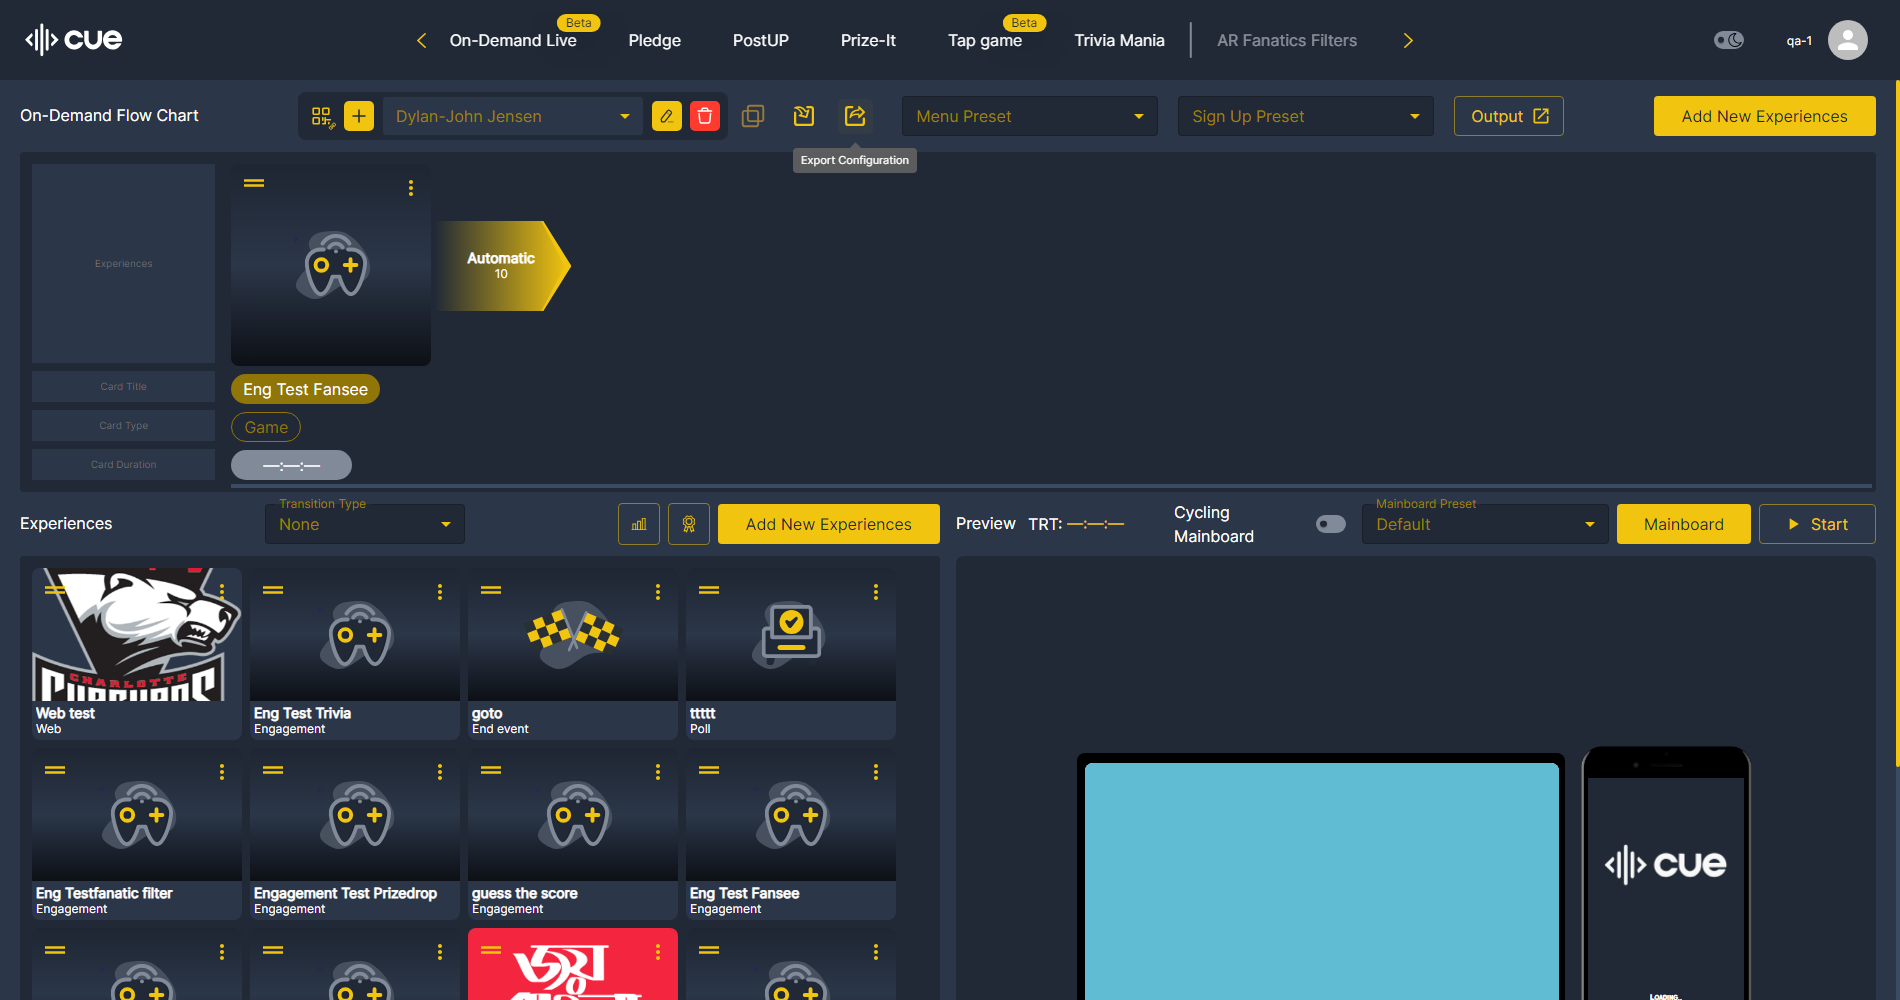 cue
Beta
Beta
On-Demand Live
Pledge
PostUP
Prize-It
Tap game
Trivia Mania
AR Fanatics Filters
qa-1
On-Demand Flow Chart
Dylan-John Jensen
Menu Preset
Sign Up Preset
Output
Add New Experiences
Export Configuration
Experiences
Automatic
10
Card Title
Eng Test Fansee
Card Type
Game
Card Duration
—:—:—
Experiences
Transition Type
None
Add New Experiences
Preview
TRT: —:—:—
Cycling
Mainboard
Mainboard Preset
Default
Mainboard
Start
CHARLOTTE
Web test
Web
Eng Test Trivia
Engagement
goto
End event
ttttt
Poll
Eng Testfanatic filter
Engagement
Engagement Test Prizedrop
Engagement
guess the score
Engagement
Eng Test Fansee
Engagement
জয়
cue
LOADING